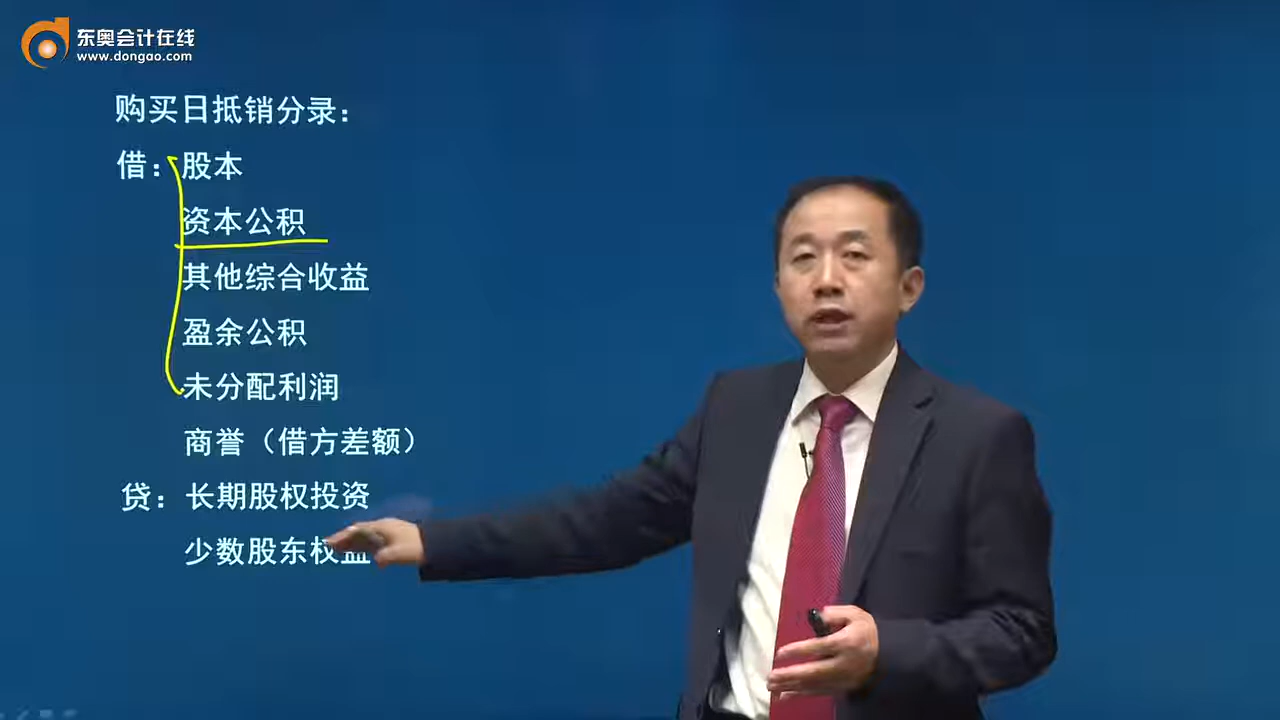 东奥会计在线
www.dongao.com
购买日抵销分录：
借：股本
资本公积
其他综合收益
盈余公积
未分配利润
商誉（借方差额）
贷：长期股权投资
少数股东权益